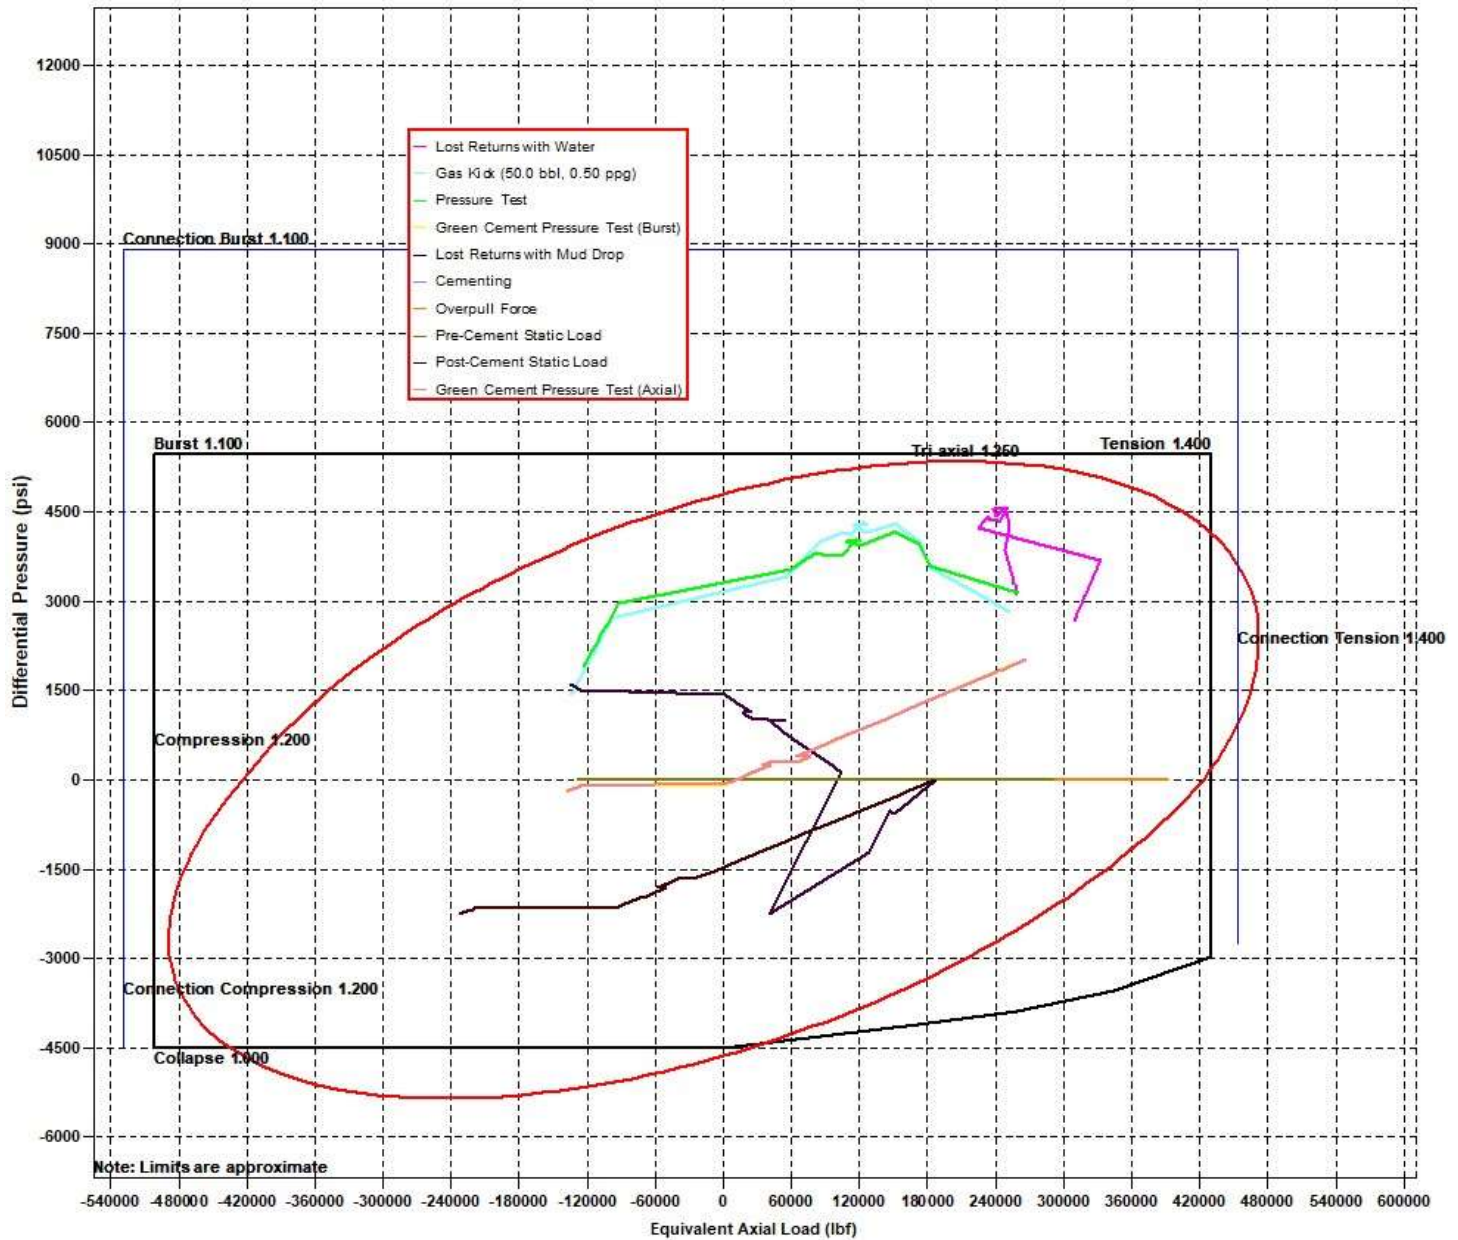 12000
10500
9000
7500
6000
4500
3000
1500
0
-1500
-3000
-4500
-6000
Differential Pressure (psi)
Lost Returns with Water
Gas Kick (50.0 bbl, 0.50 ppg)
Pressure Test
Green Cement Pressure Test (Burst)
Lost Returns with Mud Drop
Cementing
Overpull Force
Pre-Cement Static Load
Post-Cement Static Load
Green Cement Pressure Test (Axial)
Connection Burst 1.100
Burst 1.100
Tri axial 1.250
Tension 1.400
Connection Tension 1.400
Compression 1.200
Connection Compression 1.200
Collapse 1.000
Note: Limits are approximate
-540000 -480000 -420000 -360000 -300000 -240000 -180000 -120000 -60000 0 60000 120000 180000 240000 300000 360000 420000 480000 540000 600000
Equivalent Axial Load (lbf)